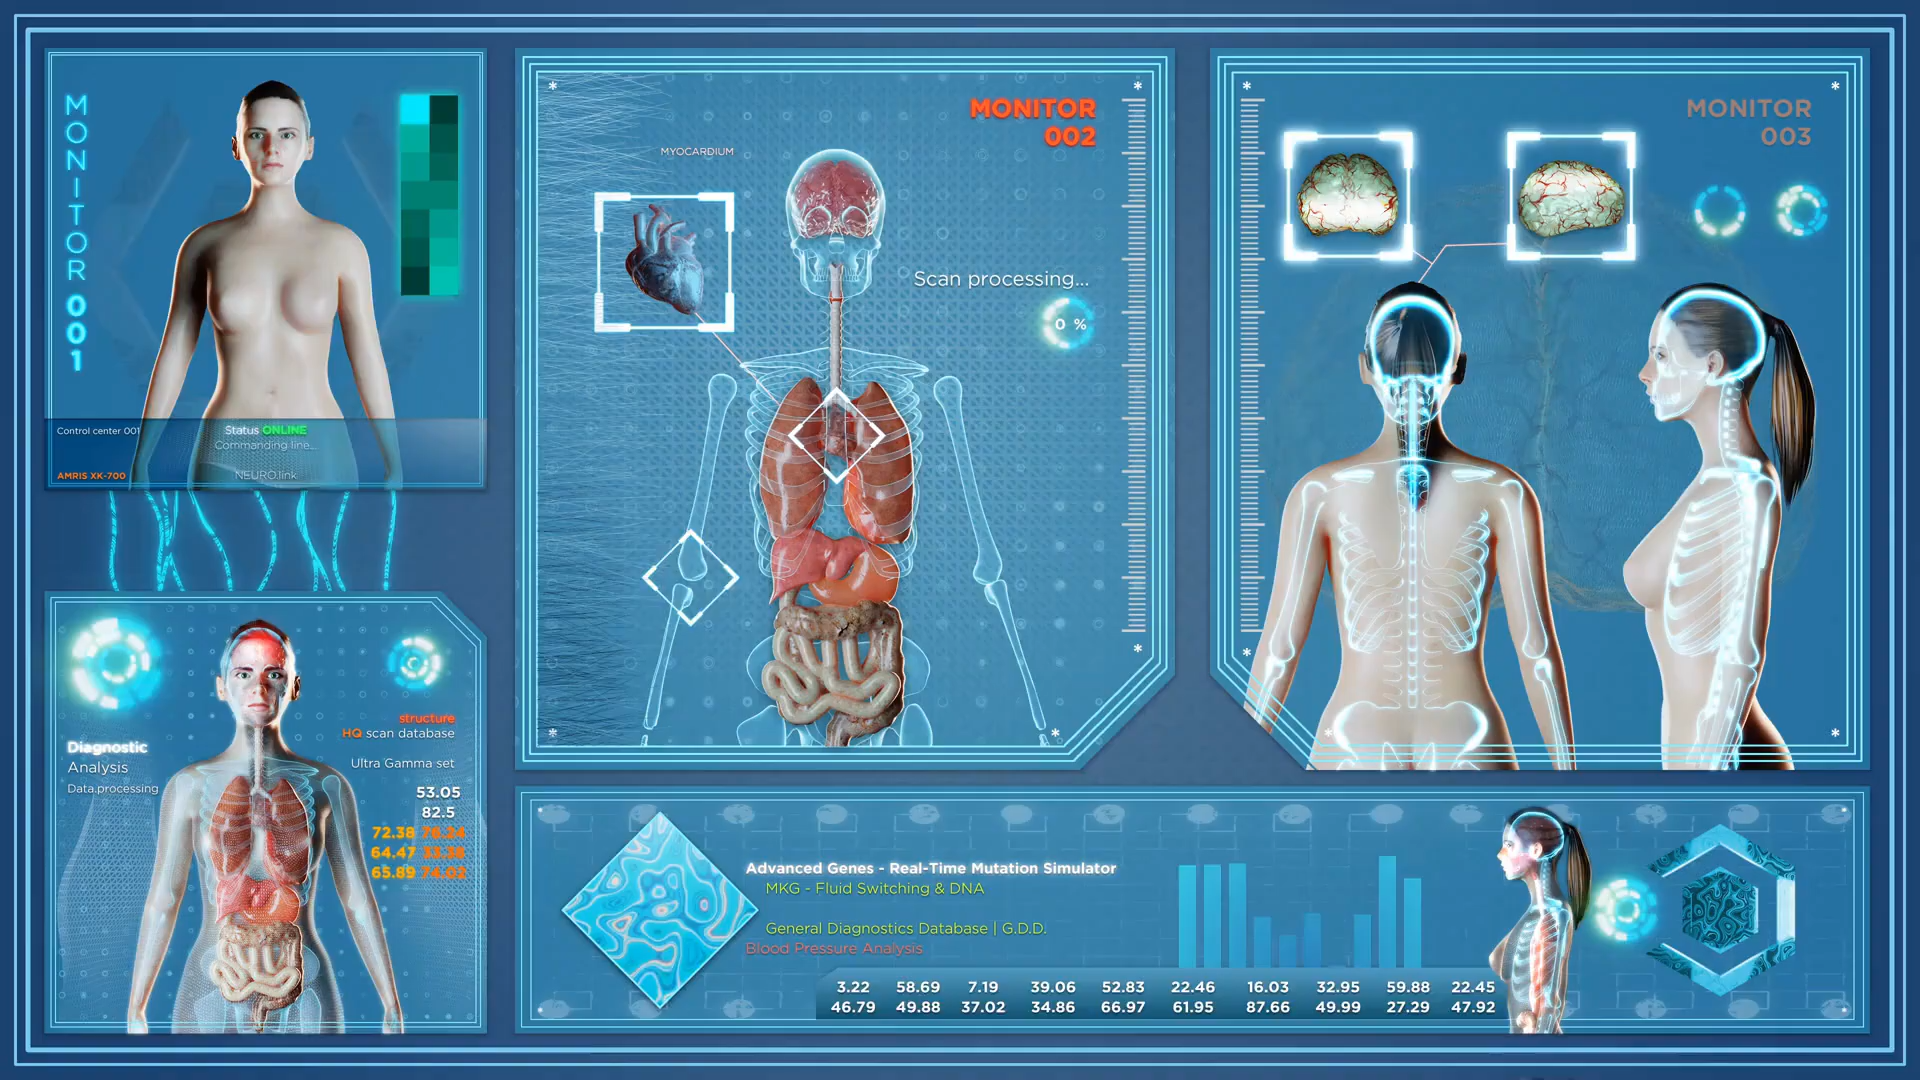 MONITOR 001
Control center 001
Status ONLINE
Commanding line...
AMRIS XK-700
NEURO.link
MONITOR
002
MYOCARDIUM
Scan processing...
0 %
MONITOR
003
structure
HQ scan database
Diagnostic
Analysis
Data.processing
Ultra Gamma set
53.05
82.5
72.38 78.24
64.47
65.89 74.02
Advanced Genes - Real-Time Mutation Simulator
MKG - Fluid Switching & DNA
General Diagnostics Database | G.D.D.
Blood Pressure Analysis
3.22 58.69 7.19 39.06 52.83 22.46 16.03 32.95 59.88 22.45
46.79 49.88 37.02 34.86 66.97 61.95 87.66 49.99 27.29 47.92